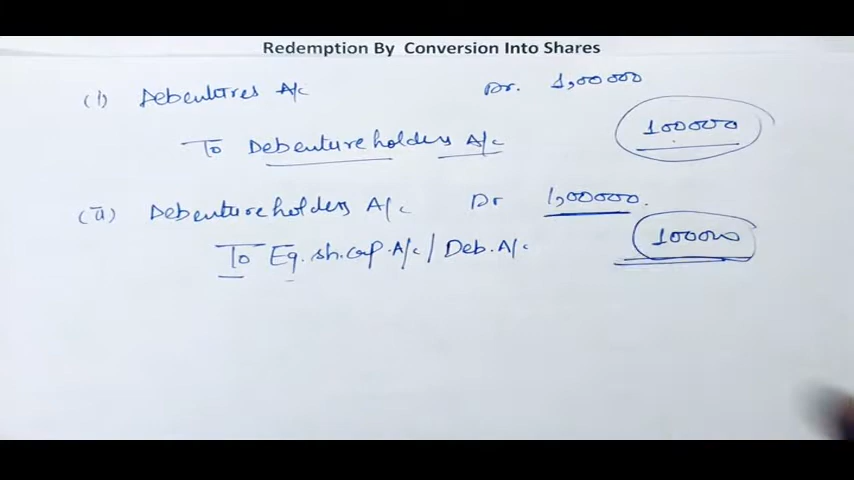 Redemption By Conversion Into Shares
(i) Debentures A/c Dr. 1,00000
To Debentureholders A/c 100000
(ii) Debentureholders A/c Dr 1,00000.
To Eq. sh. cap. A/c / Deb. A/c 100000